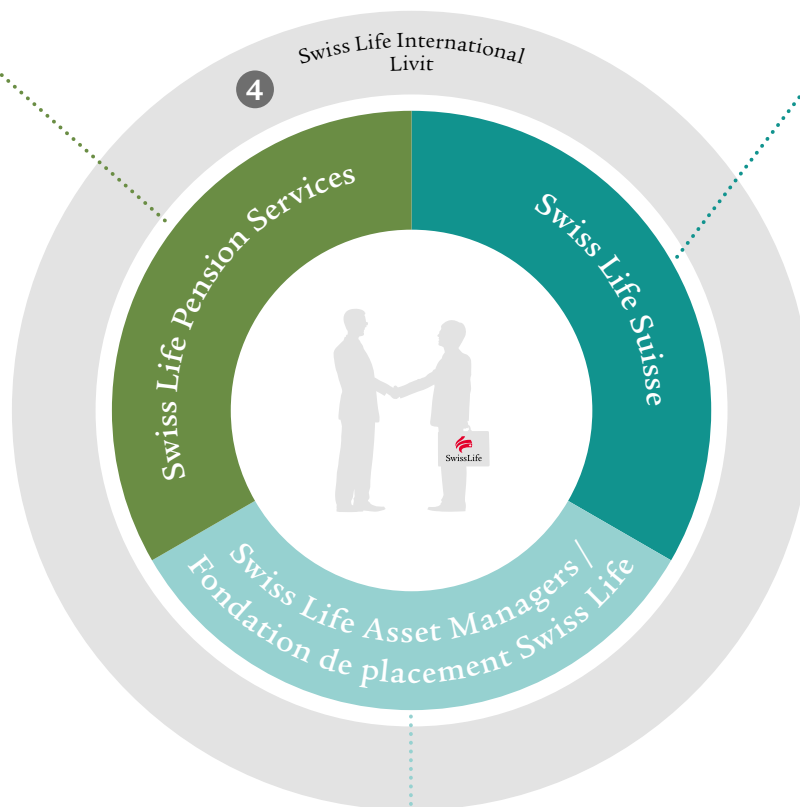 Swiss Life International
Livit
4
Swiss Life Pension Services
Swiss Life Suisse
SwissLife
Swiss Life Asset Managers /
Fondation de placement Swiss Life